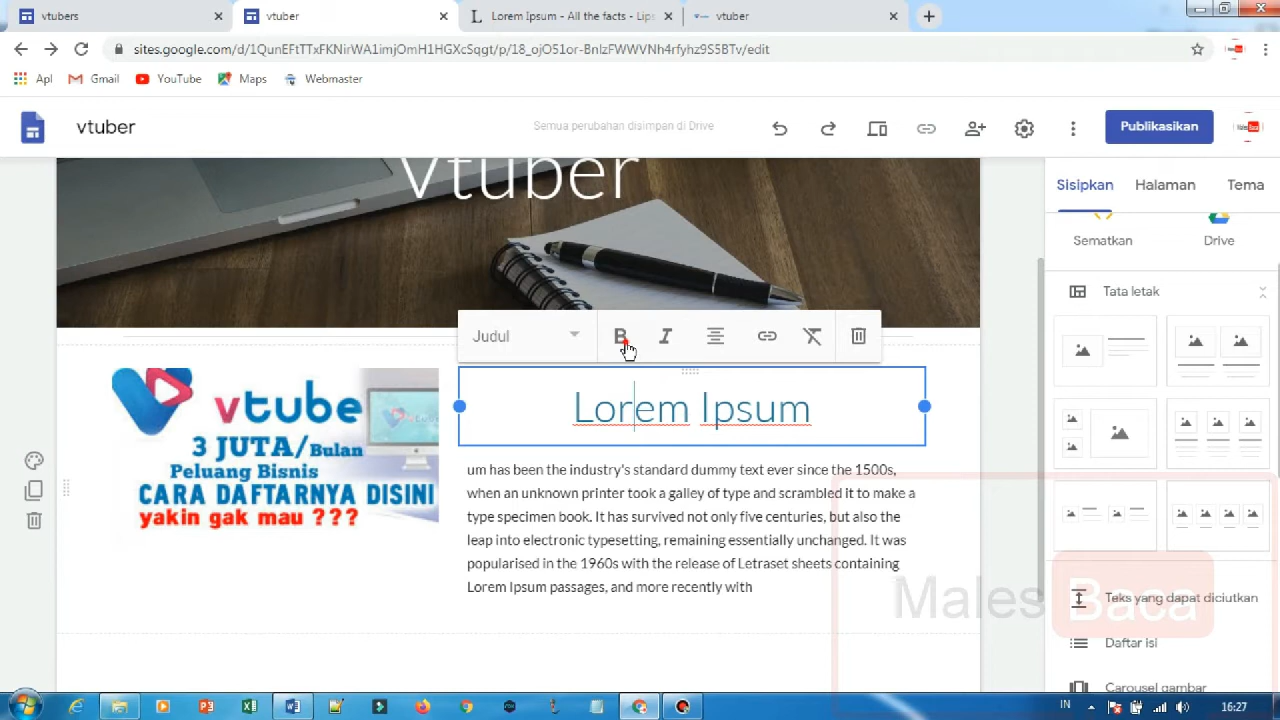 vtubers
vtuber
Lorem Ipsum - All the facts - Lips
vtuber
sites.google.com/d/1QunEFtTTxFKNirWA1imjOmH1HGXcSqgt/p/18_ojO51or-BnIzFWWVNh4rfyhz9S5BTv/edit
Apl
Gmail
YouTube
Maps
Webmaster
vtuber
Semua perubahan disimpan di Drive
Publikasikan
Vtuber
Sisipkan
Halaman
Tema
Sematkan
Drive
Tata letak
Judul
B
I
vtube
3 JUTA/Bulan
Peluang Bisnis
CARA DAFTARNYA DISINI
yakin gak mau ???
Lorem Ipsum
um has been the industry's standard dummy text ever since the 1500s,
when an unknown printer took a galley of type and scrambled it to make a
type specimen book. It has survived not only five centuries, but also the
leap into electronic typesetting, remaining essentially unchanged. It was
popularised in the 1960s with the release of Letraset sheets containing
Lorem Ipsum passages, and more recently with
Males Baca
Teks yang dapat diciutkan
Daftar isi
Carousel gambar
IN
16:27